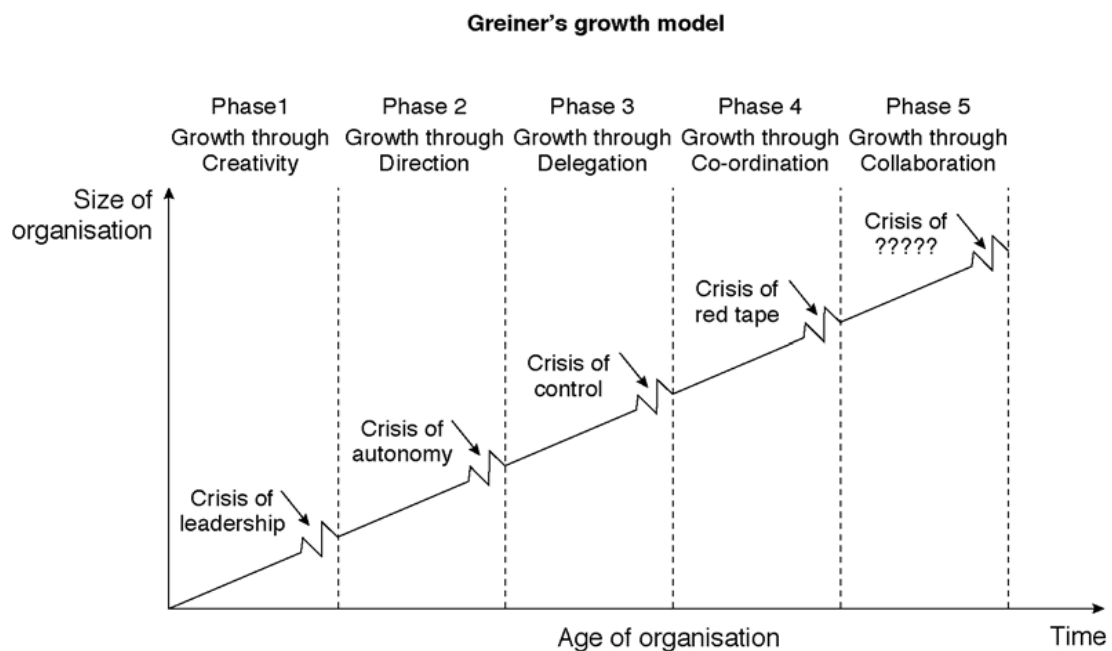 Greiner's growth model
Phase1
Growth through
Creativity
Phase 2
Growth through
Direction
Phase 3
Growth through
Delegation
Phase 4
Growth through
Co-ordination
Phase 5
Growth through
Collaboration
Size of
organisation
Crisis of
leadership
Crisis of
autonomy
Crisis of
control
Crisis of
red tape
Crisis of
?????
Age of organisation
Time